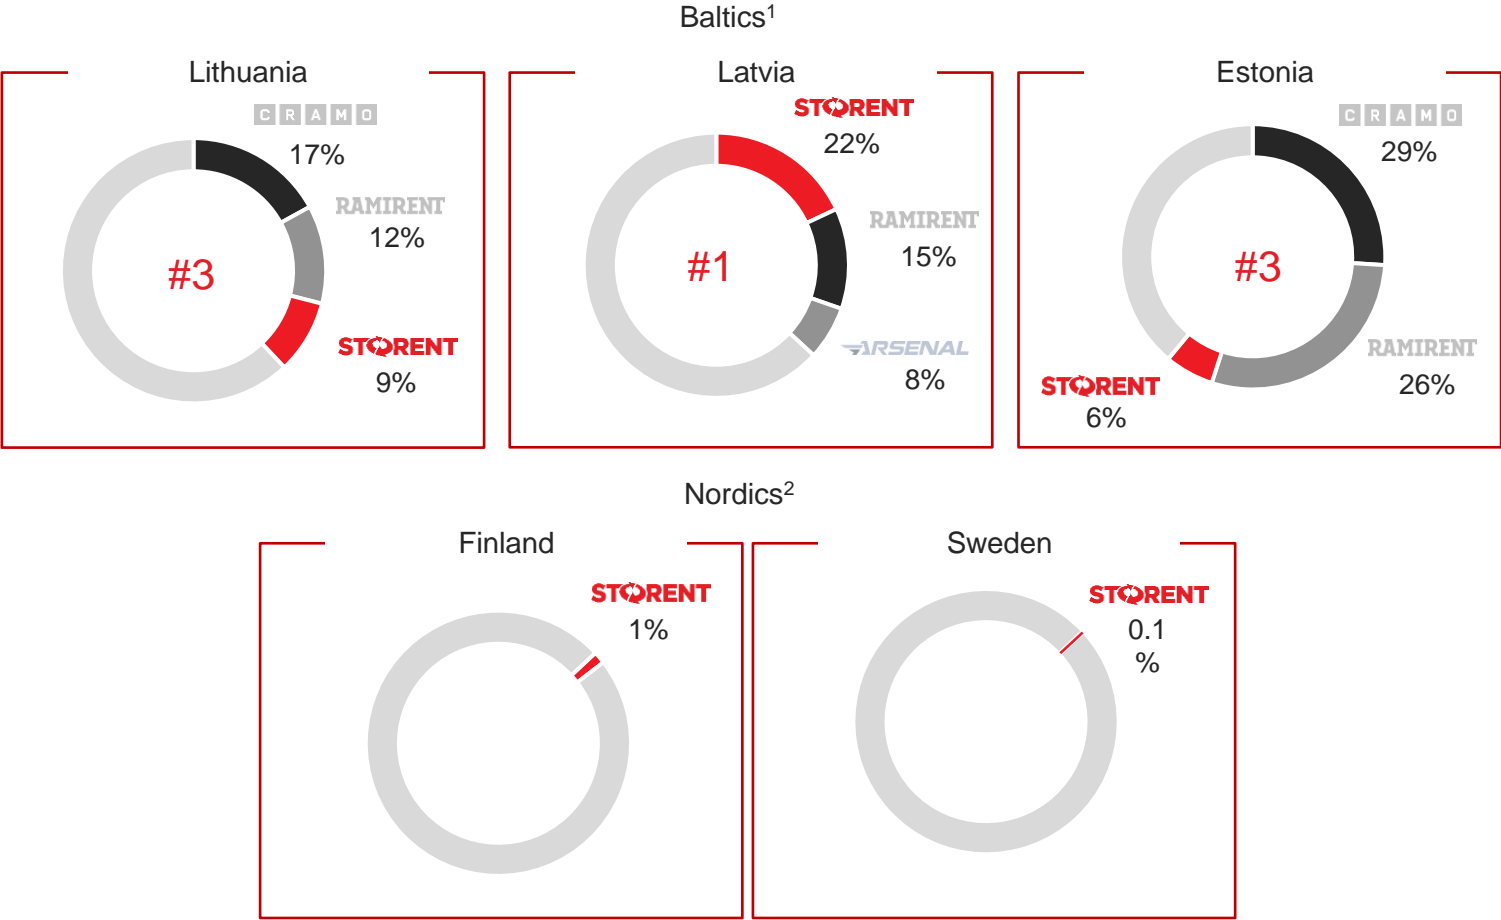 Baltics¹
Lithuania
CRAMO
17%
RAMIRENT
12%
#3
STORENT
9%
Latvia
STORENT
22%
RAMIRENT
15%
#1
ARSENAL
8%
Estonia
CRAMO
29%
#3
RAMIRENT
26%
STORENT
6%
Nordics²
Finland
STORENT
1%
Sweden
STORENT
0.1
%